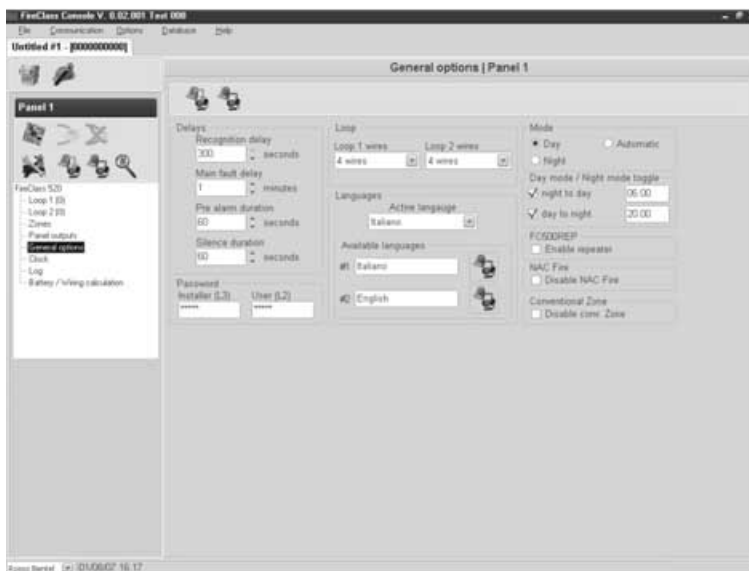 FireClass Console V. 0.02.001 Test 000
File Communication Options Database Help
Untitled #1 - [0000000000]
General options | Panel 1
Panel 1
FireClass 520
Loop 1 (0)
Loop 2 (0)
Zones
Panel outputs
General options
Clock
Log
Battery / Wiring calculation
Delays
Recognition delay
300 seconds
Main fault delay
1 minutes
Pre alarm duration
60 seconds
Silence duration
60 seconds
Password
Installer (L3) User (L2)
***** *****
Loop
Loop 1 wires Loop 2 wires
4 wires 4 wires
Languages
Active langauge
Italiano
Available languages
#1 Italiano
#2 English
Mode
Day Automatic
Night
Day mode / Night mode toggle
night to day 06.00
day to night 20.00
FC500REP
Enable repeater
NAC Fire
Disable NAC Fire
Conventional Zone
Disable conv. Zone
01/06/07 16.17